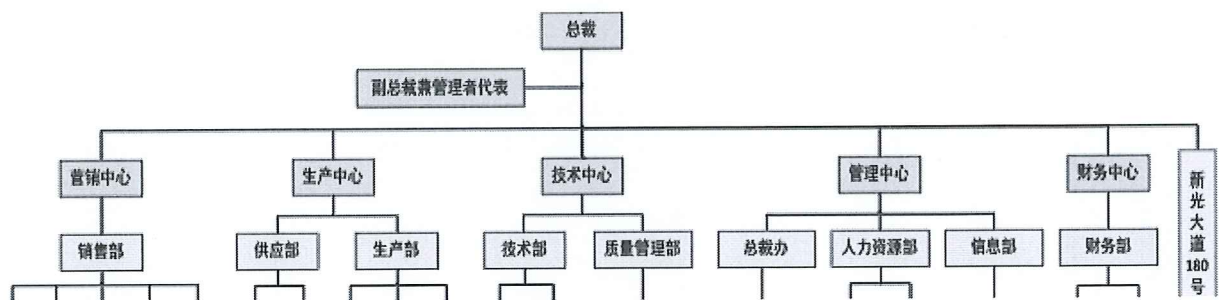 总裁
副总裁兼管理者代表
营销中心
生产中心
技术中心
管理中心
财务中心
新光大道180号
销售部
供应部
生产部
技术部
质量管理部
总裁办
人力资源部
信息部
财务部